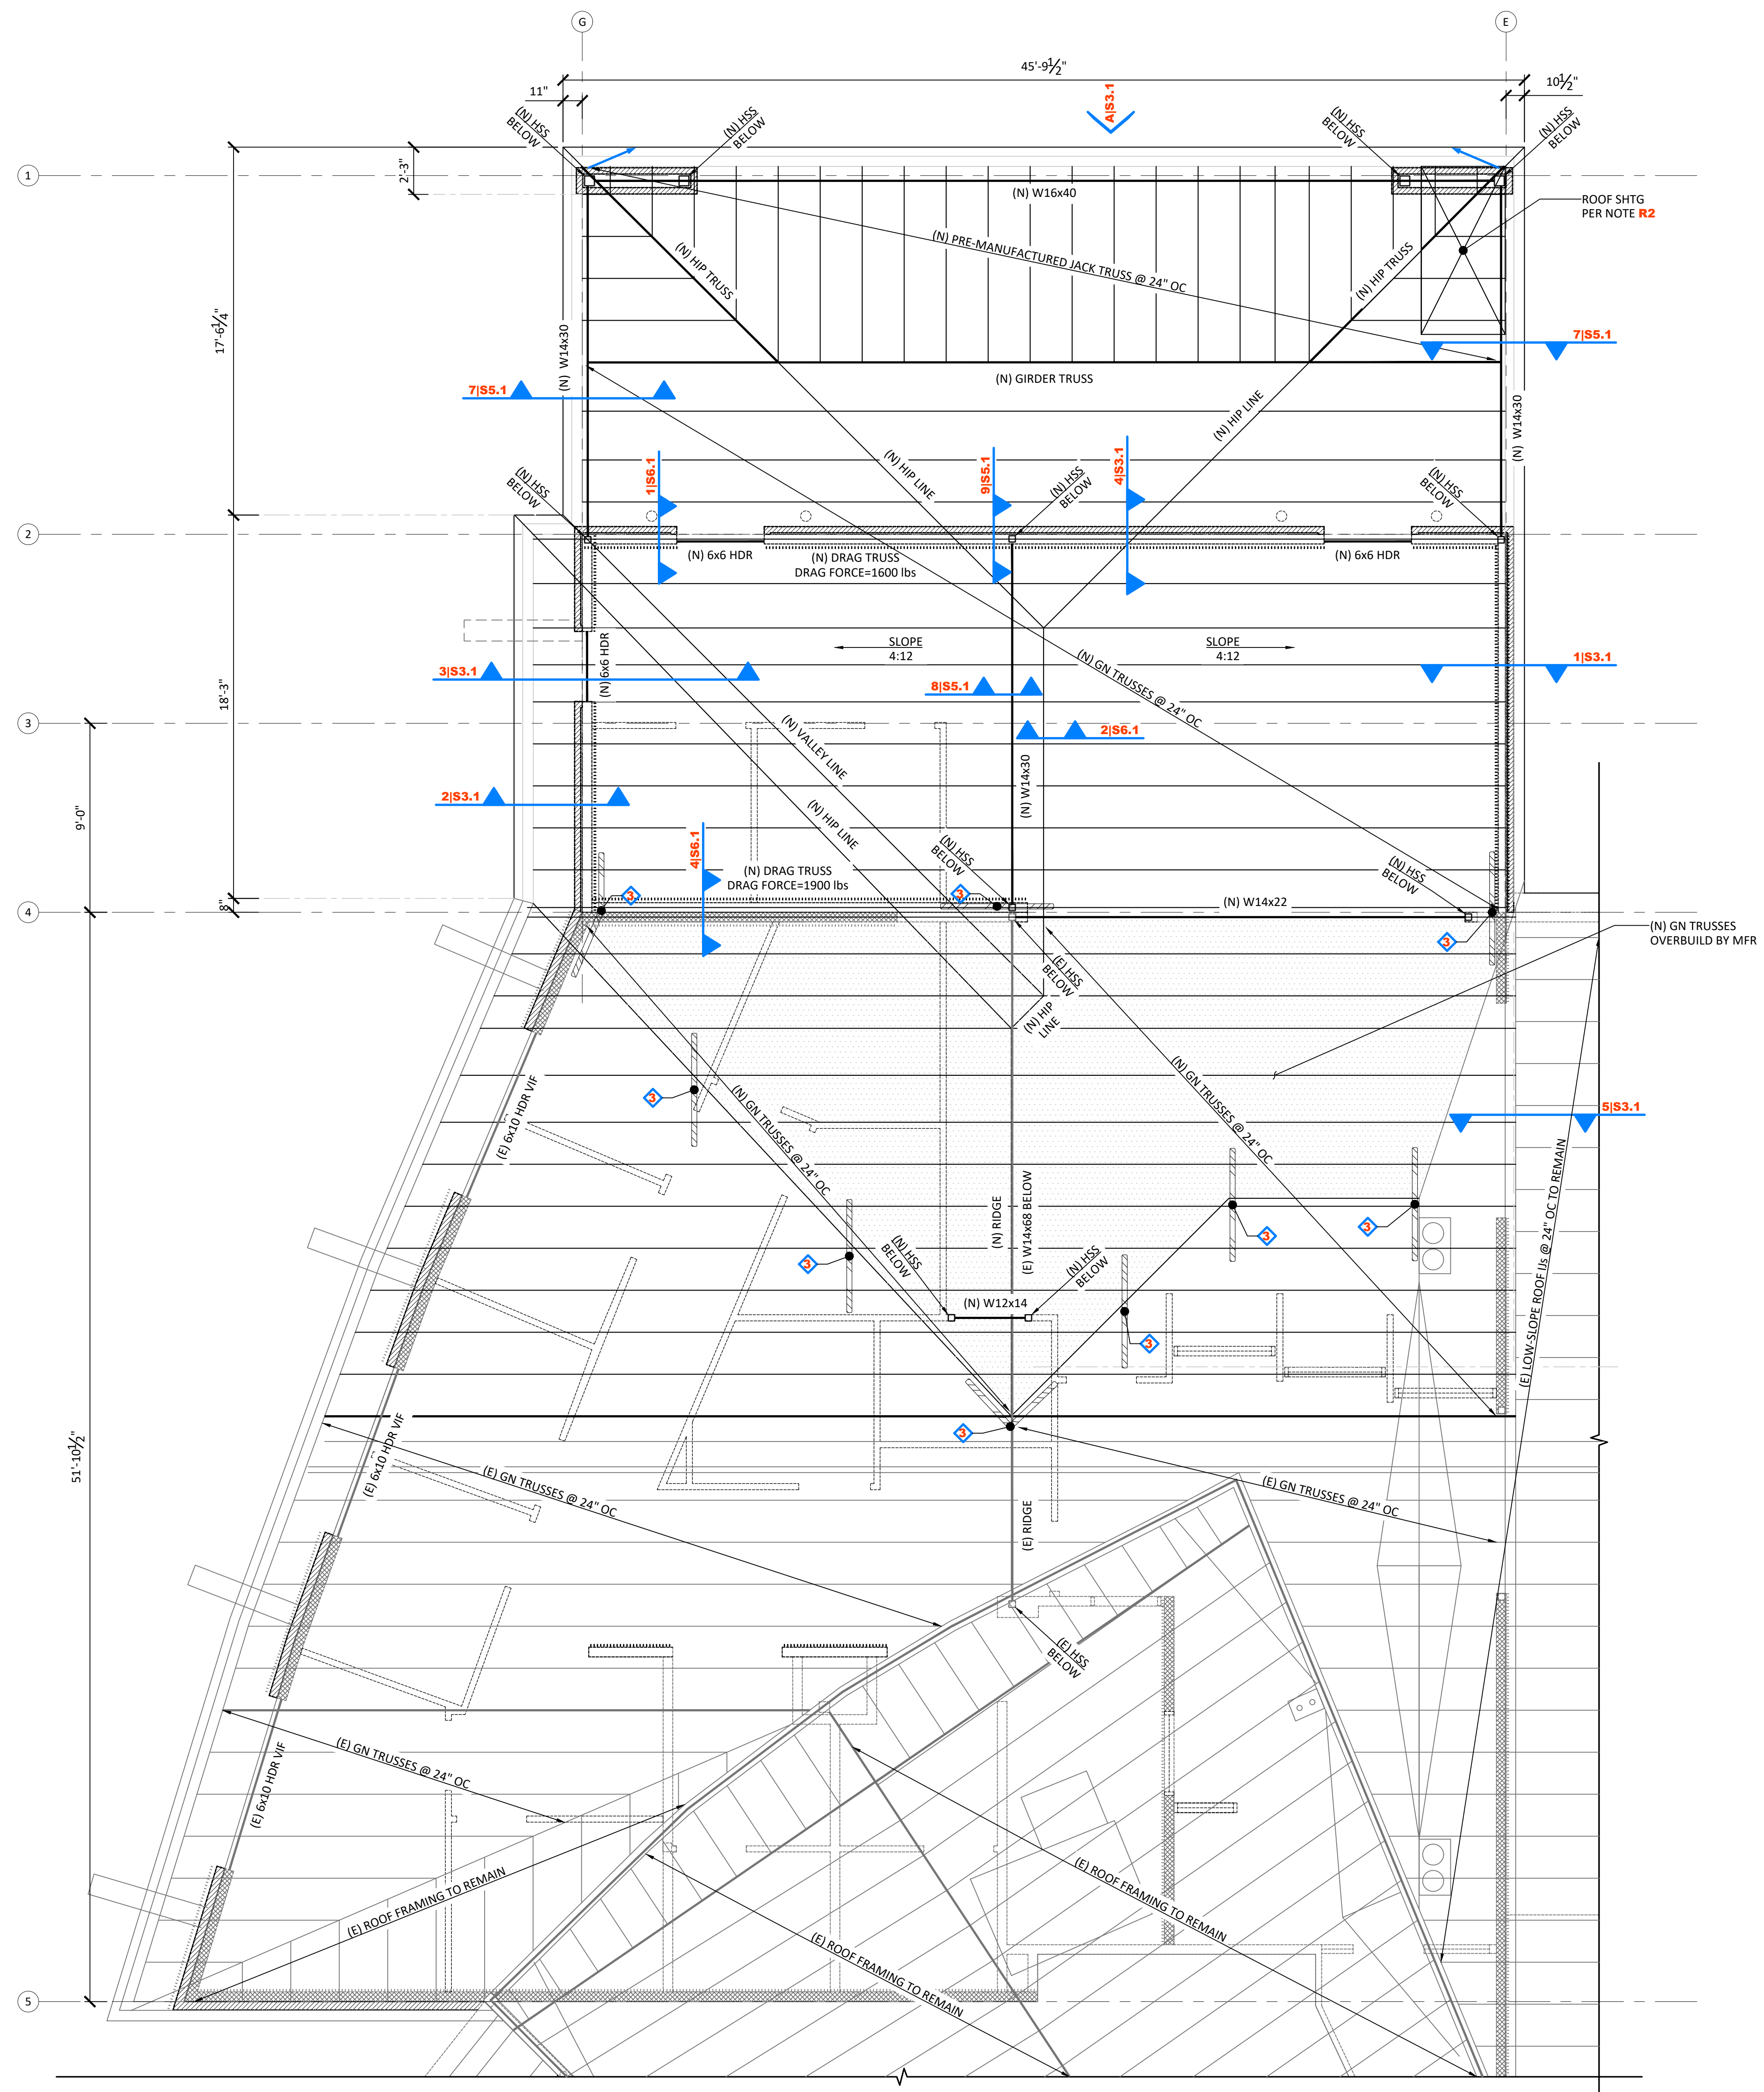 G
E
45'-9½"
11"
10½"
A|S3.1
(N) HSS
BELOW
(N) HSS
BELOW
(N) HSS
BELOW
(N) HSS
BELOW
1
2'-3"
(N) W16x40
ROOF SHTG
PER NOTE R2
(N) PRE-MANUFACTURED JACK TRUSS @ 24" OC
(N) HIP TRUSS
(N) HIP TRUSS
17'-6¼"
(N) W14x30
7|S5.1
(N) GIRDER TRUSS
7|S5.1
(N) W14x30
(N) HIP LINE
(N) HIP LINE
1|S6.1
9|S5.1
4|S3.1
(N) HSS
BELOW
(N) HSS
BELOW
(N) HSS
BELOW
2
(N) 6x6 HDR
(N) DRAG TRUSS
DRAG FORCE=1600 lbs
(N) 6x6 HDR
SLOPE
4:12
SLOPE
4:12
(N) 6x6 HDR
3|S3.1
8|S5.1
(N) GN TRUSSES @ 24" OC
1|S3.1
18'-3"
3
(N) VALLEY LINE
2|S6.1
(N) W14x30
2|S3.1
(N) HIP LINE
9'-0"
4|S6.1
(N) DRAG TRUSS
DRAG FORCE=1900 lbs
(N) HSS
BELOW
(N) HSS
BELOW
3
3
8"
4
(N) W14x22
3
(N) GN TRUSSES
OVERBUILD BY MFR
(E) HSS
BELOW
(N) HIP
LINE
(E) 6x10 HDR VIF
3
(N) GN TRUSSES @ 24" OC
(N) GN TRUSSES @ 24" OC
5|S3.1
(E) LOW-SLOPE ROOF IJs @ 24" OC TO REMAIN
(N) RIDGE
(E) W14x68 BELOW
3
3
3
(N) HSS
BELOW
(N) HSS
BELOW
(N) W12x14
3
3
51'-10½"
(E) 6x10 HDR VIF
(E) GN TRUSSES @ 24" OC
(E) RIDGE
(E) GN TRUSSES @ 24" OC
(E) HSS
BELOW
(E) 6x10 HDR VIF
(E) GN TRUSSES @ 24" OC
(E) ROOF FRAMING TO REMAIN
(E) ROOF FRAMING TO REMAIN
(E) ROOF FRAMING TO REMAIN
5